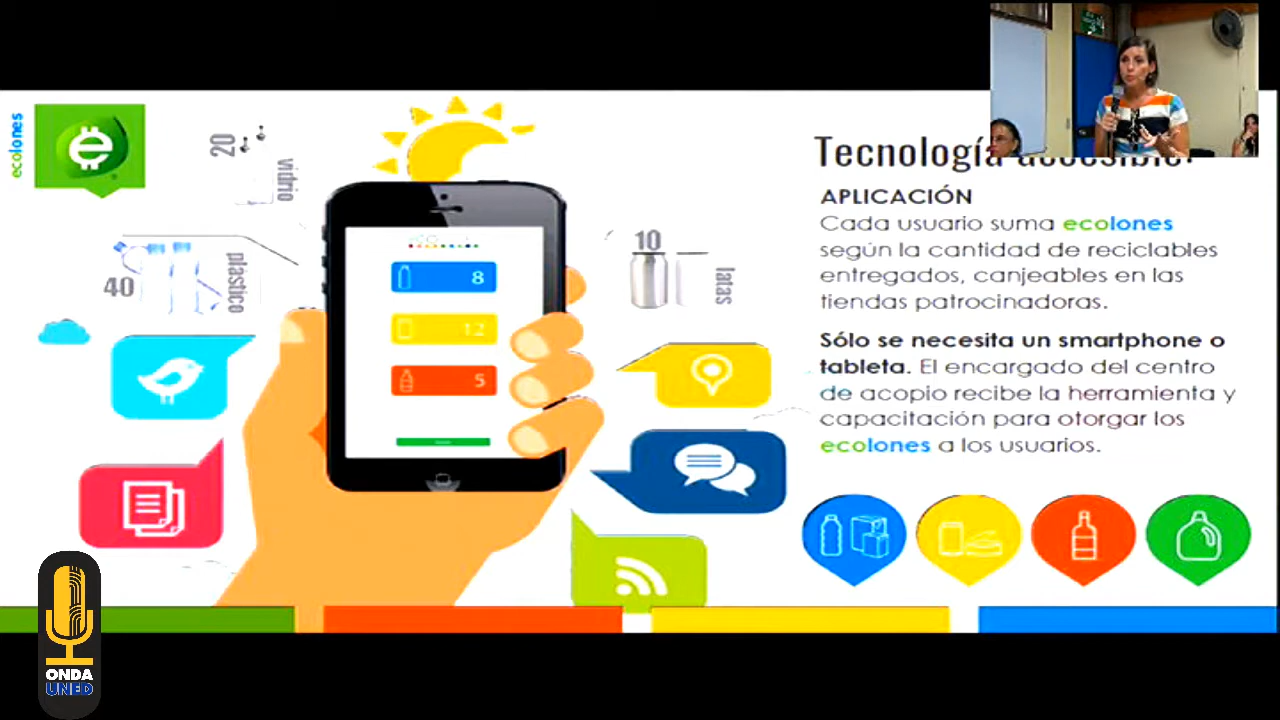 ecolones
20
vidrio
40
plástico
10
latas
8
12
5
Tecnología accesible:
APLICACIÓN
Cada usuario suma ecolones
según la cantidad de reciclables
entregados, canjeables en las
tiendas patrocinadoras.
Sólo se necesita un smartphone o
tableta. El encargado del centro
de acopio recibe la herramienta y
capacitación para otorgar los
ecolones a los usuarios.
ONDA
UNED